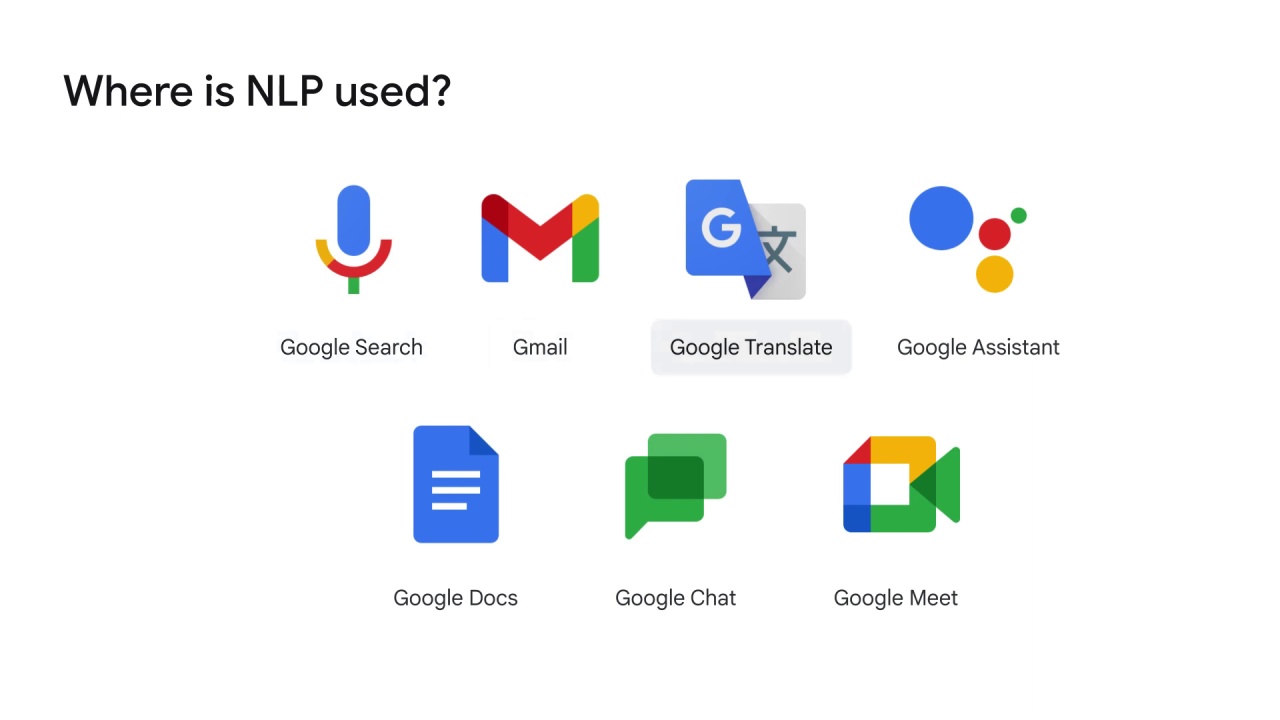 Where is NLP used?
G 文
Google Search
Gmail
Google Translate
Google Assistant
Google Docs
Google Chat
Google Meet